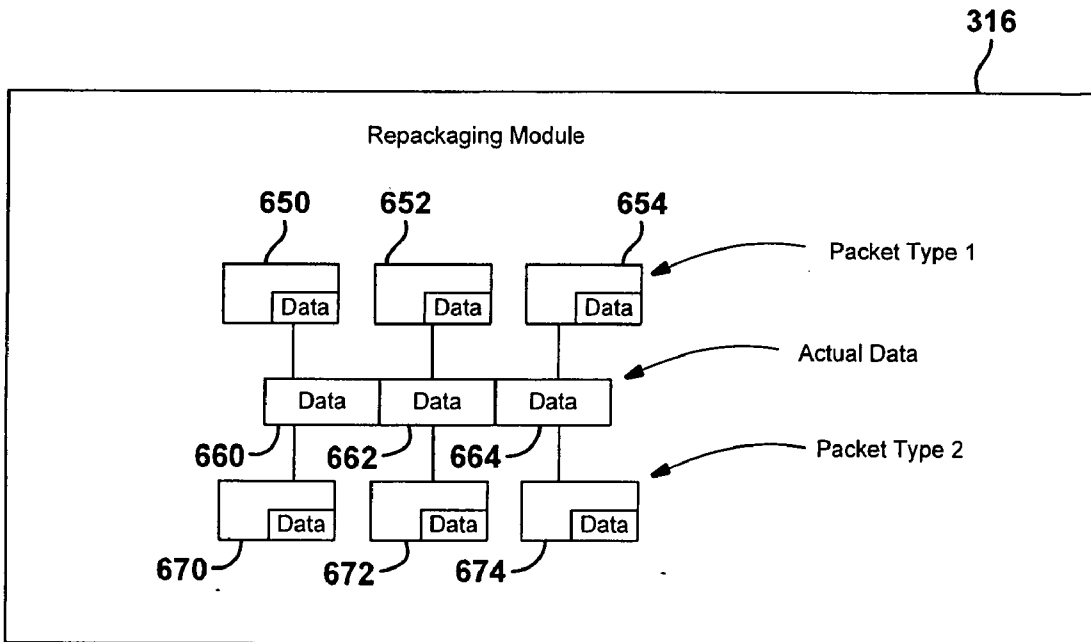 316
Repackaging Module
650 652 654
Packet Type 1
Data Data Data
Actual Data
Data Data Data
660 662 664
Packet Type 2
Data Data Data
670 672 674